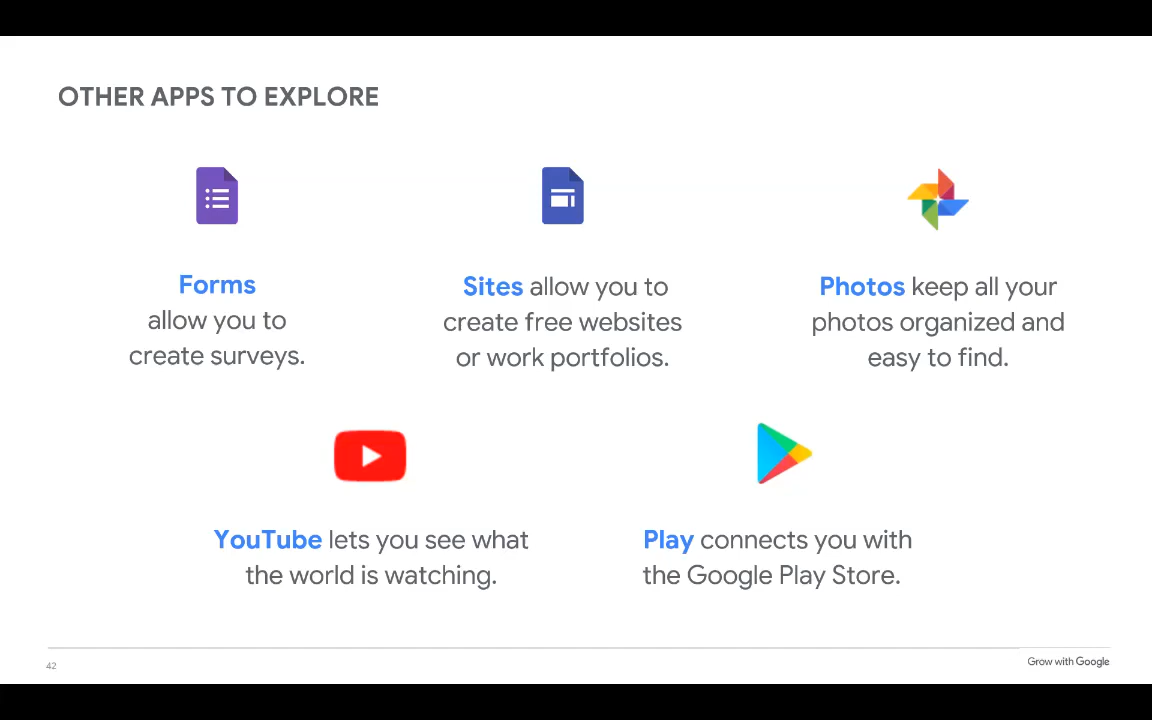 OTHER APPS TO EXPLORE
Forms
allow you to
create surveys.
Sites allow you to
create free websites
or work portfolios.
Photos keep all your
photos organized and
easy to find.
YouTube lets you see what
the world is watching.
Play connects you with
the Google Play Store.
42
Grow with Google